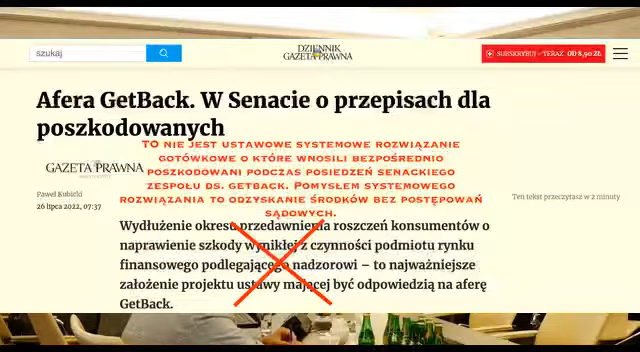 szukaj
DZIENNIK
GAZETA PRAWNA
SUBSKRYBUJ - TERAZ OD 8,90 ZŁ
Afera GetBack. W Senacie o przepisach dla
poszkodowanych
GAZETA PRAWNA
TO NIE JEST USTAWOWE SYSTEMOWE ROZWIĄZANIE
GOTÓWKOWE O KTÓRE WNOSILI BEZPOŚREDNIO
POSZKODOWANI PODCZAS POSIEDZEŃ SENACKIEGO
ZESPOŁU DS. GETBACK. POMYSŁEM SYSTEMOWEGO
ROZWIĄZANIA TO ODZYSKANIE ŚRODKÓW BEZ POSTĘPOWAŃ
SĄDOWYCH.
Paweł Kubicki
26 lipca 2022, 07:37
Ten tekst przeczytasz w 2 minuty
Wydłużenie okresu przedawnienia roszczeń konsumentów o
naprawienie szkody wynikłej z czynności podmiotu rynku
finansowego podlegającego nadzorowi – to najważniejsze
założenie projektu ustawy mającej być odpowiedzią na aferę
GetBack.